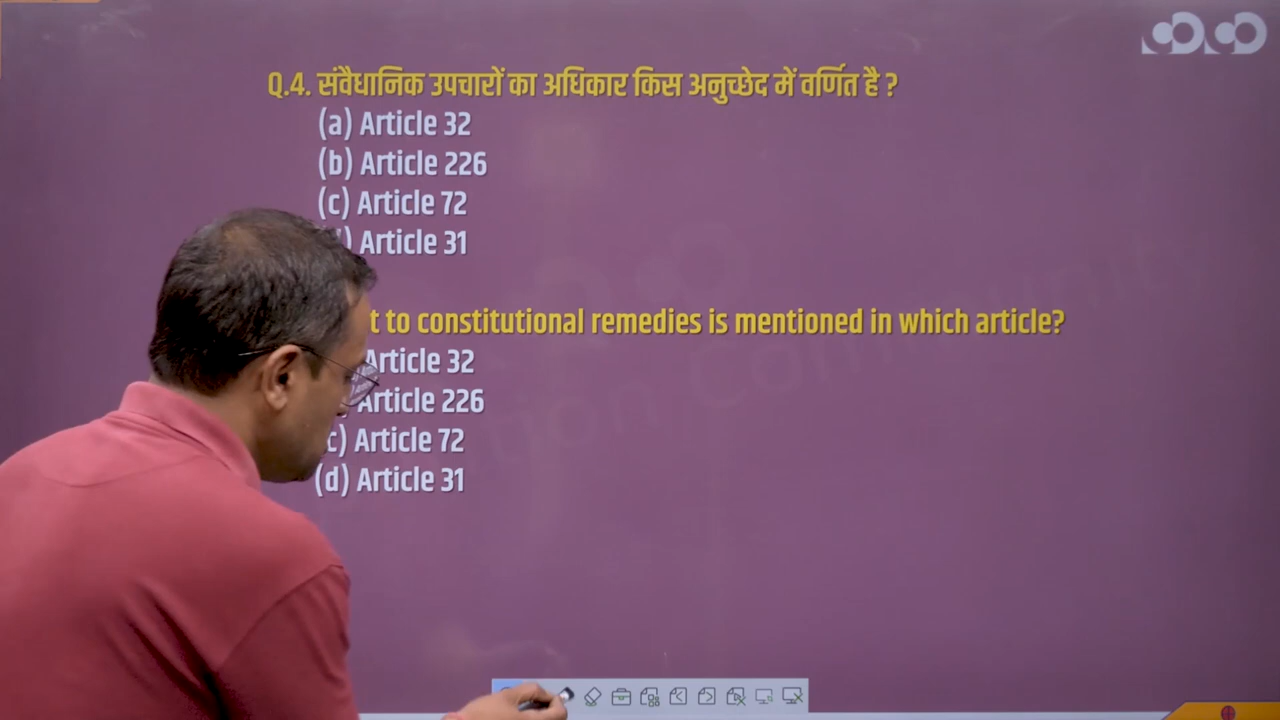 Q.4. संवैधानिक उपचारों का अधिकार किस अनुच्छेद में वर्णित है ?
(a) Article 32
(b) Article 226
(c) Article 72
Article 31
to constitutional remedies is mentioned in which article?
Article 32
Article 226
(c) Article 72
(d) Article 31